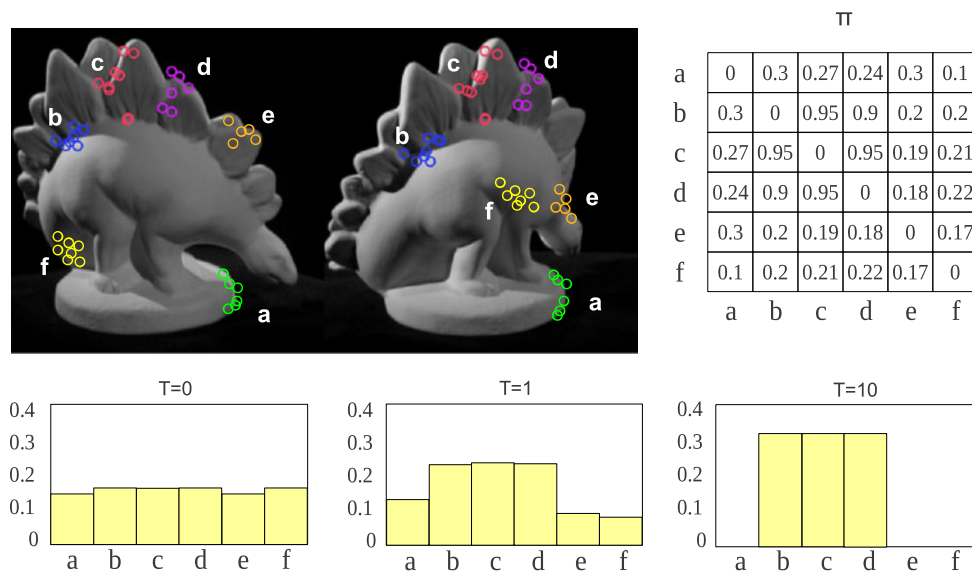 π
c
d
b
e
f
a
c
d
b
f
e
a
a 0 0.3 0.27 0.24 0.3 0.1
b 0.3 0 0.95 0.9 0.2 0.2
c 0.27 0.95 0 0.95 0.19 0.21
d 0.24 0.9 0.95 0 0.18 0.22
e 0.3 0.2 0.19 0.18 0 0.17
f 0.1 0.2 0.21 0.22 0.17 0
a b c d e f
T=0
0.4
0.3
0.2
0.1
0
a b c d e f
T=1
0.4
0.3
0.2
0.1
0
a b c d e f
T=10
0.4
0.3
0.2
0.1
0
a b c d e f